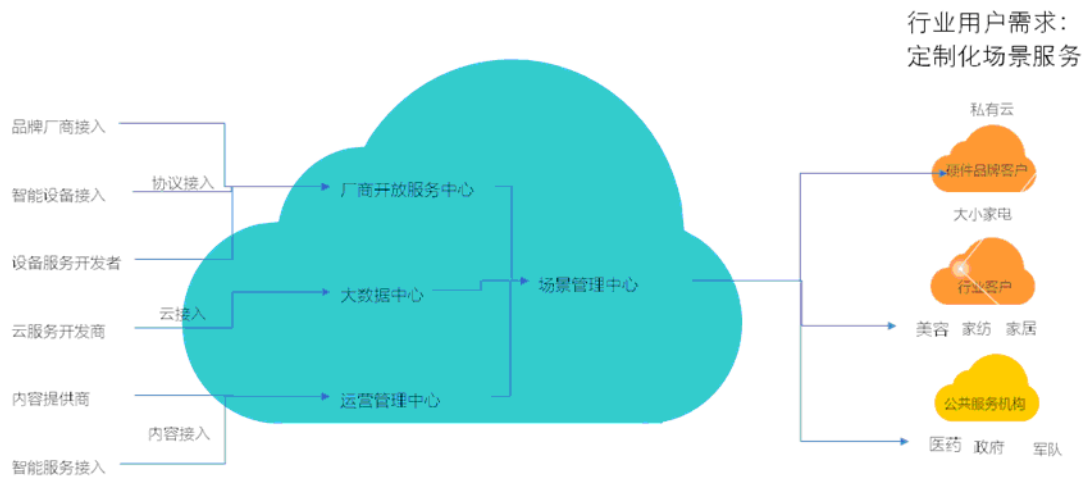 行业用户需求：
定制化场景服务
品牌厂商接入
智能设备接入
设备服务开发者
云服务开发商
内容提供商
智能服务接入
协议接入
云接入
内容接入
厂商开放服务中心
大数据中心
运营管理中心
场景管理中心
私有云
硬件品牌客户
大小家电
行业客户
美容 家纺 家居
公共服务机构
医药 政府 军队